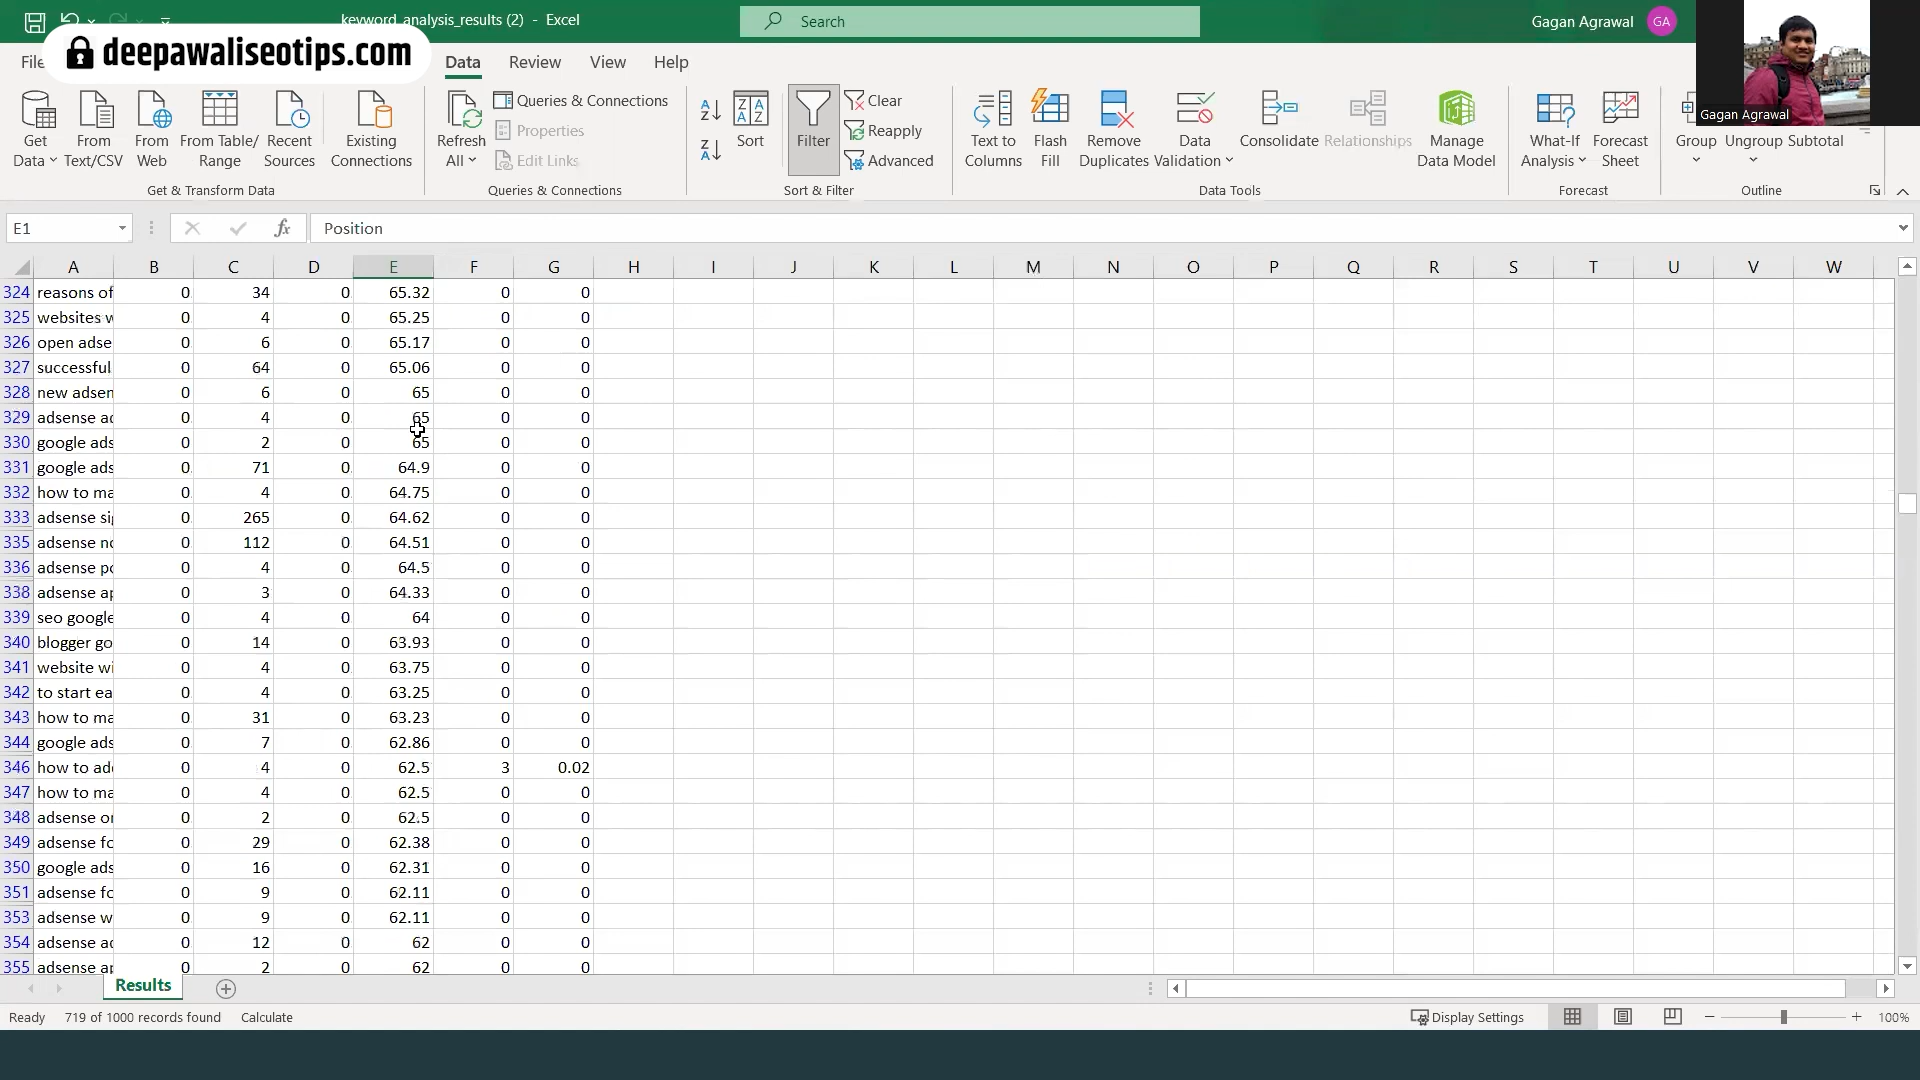 keyword_analysis_results (2) - Excel
Search
Gagan Agrawal GA
deepawaliseotips.com
Data Review View Help
Get Data
From Text/CSV
From Web
From Table/ Range
Recent Sources
Existing Connections
Refresh All
Queries & Connections
Properties
Edit Links
Sort
Filter
Clear
Reapply
Advanced
Text to Columns
Flash Fill
Remove Duplicates
Data Validation
Consolidate
Relationships
Manage Data Model
What-If Analysis
Forecast Sheet
Group
Ungroup
Subtotal
Gagan Agrawal
Get & Transform Data
Queries & Connections
Sort & Filter
Data Tools
Forecast
Outline
E1 fx Position
A B C D E F G H I J K L M N O P Q R S T U V W
324 reasons of 0 34 0 65.32 0 0
325 websites w 0 4 0 65.25 0 0
326 open adse 0 6 0 65.17 0 0
327 successful 0 64 0 65.06 0 0
328 new adsen 0 6 0 65 0 0
329 adsense ac 0 4 0 65 0 0
330 google ads 0 2 0 65 0 0
331 google ads 0 71 0 64.9 0 0
332 how to ma 0 4 0 64.75 0 0
333 adsense sig 0 265 0 64.62 0 0
335 adsense no 0 112 0 64.51 0 0
336 adsense po 0 4 0 64.5 0 0
338 adsense ap 0 3 0 64.33 0 0
339 seo google 0 4 0 64 0 0
340 blogger go 0 14 0 63.93 0 0
341 website wi 0 4 0 63.75 0 0
342 to start ea 0 4 0 63.25 0 0
343 how to ma 0 31 0 63.23 0 0
344 google ads 0 7 0 62.86 0 0
346 how to add 0 4 0 62.5 3 0.02
347 how to ma 0 4 0 62.5 0 0
348 adsense or 0 2 0 62.5 0 0
349 adsense fo 0 29 0 62.38 0 0
350 google ads 0 16 0 62.31 0 0
351 adsense fo 0 9 0 62.11 0 0
353 adsense w 0 9 0 62.11 0 0
354 adsense ac 0 12 0 62 0 0
355 adsense ap 0 2 0 62 0 0
Results
Ready 719 of 1000 records found Calculate
Display Settings
100%